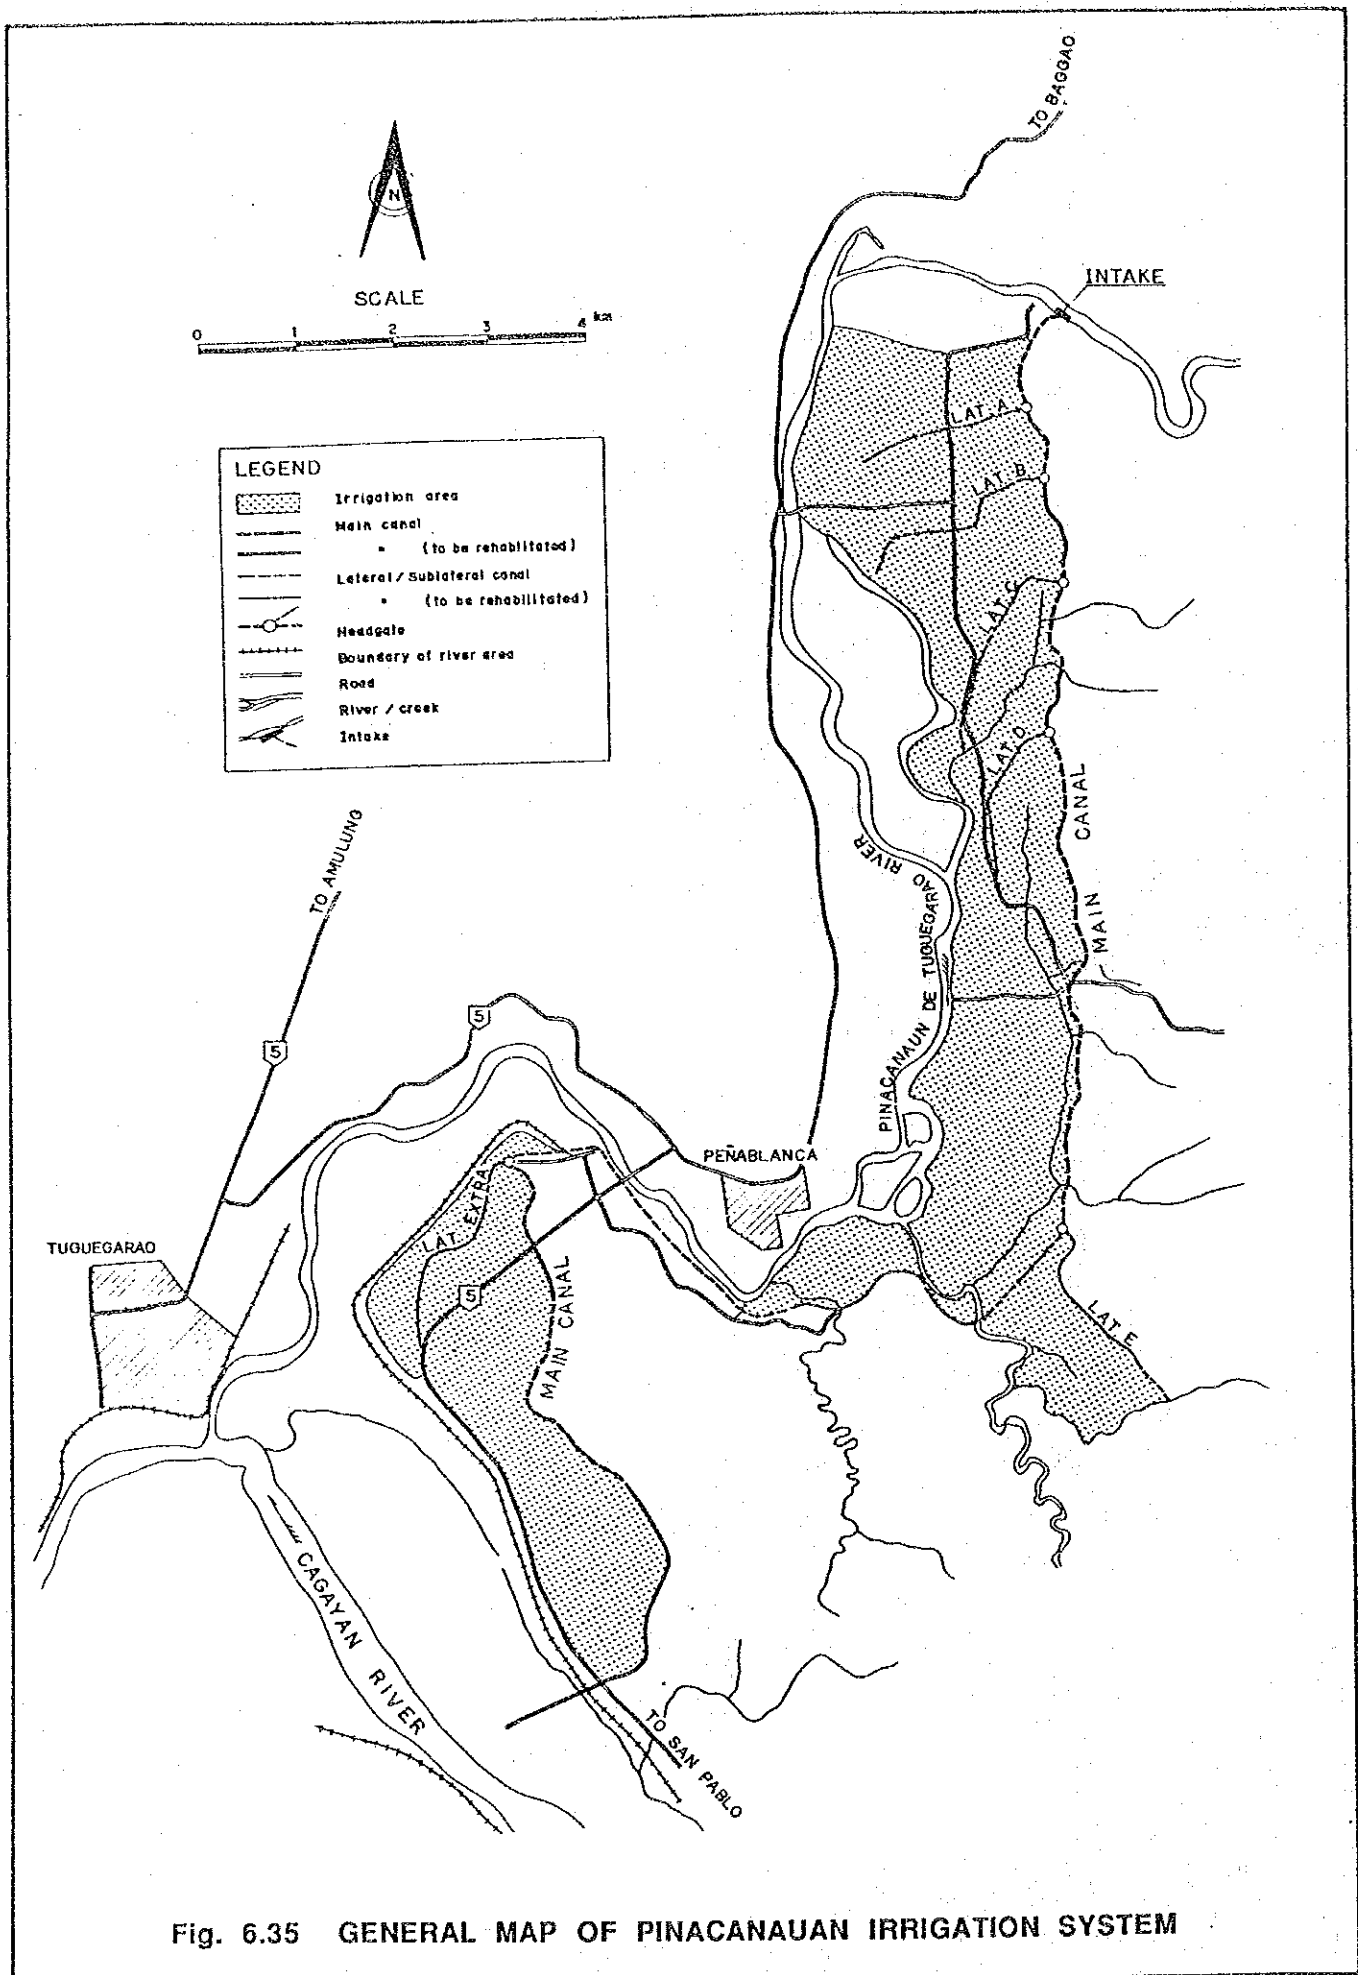 TO BAGGAO
N
SCALE
0 1 2 3 4 km
INTAKE
LAT. A
LAT. B
LEGEND
Irrigation area
Main canal
" (to be rehabilitated)
Lateral / Sublateral canal
" (to be rehabilitated)
Headgate
Boundary of river area
Road
River / creek
Intake
LAT. C
LAT. D
MAIN CANAL
TO AMULUNG
PINACANAUN DE TUGUEGARAO RIVER
5
5
PEÑABLANCA
TUGUEGARAO
LAT. EXTRA
5
MAIN CANAL
LAT. E
CAGAYAN RIVER
TO SAN PABLO
Fig. 6.35 GENERAL MAP OF PINACANAUAN IRRIGATION SYSTEM